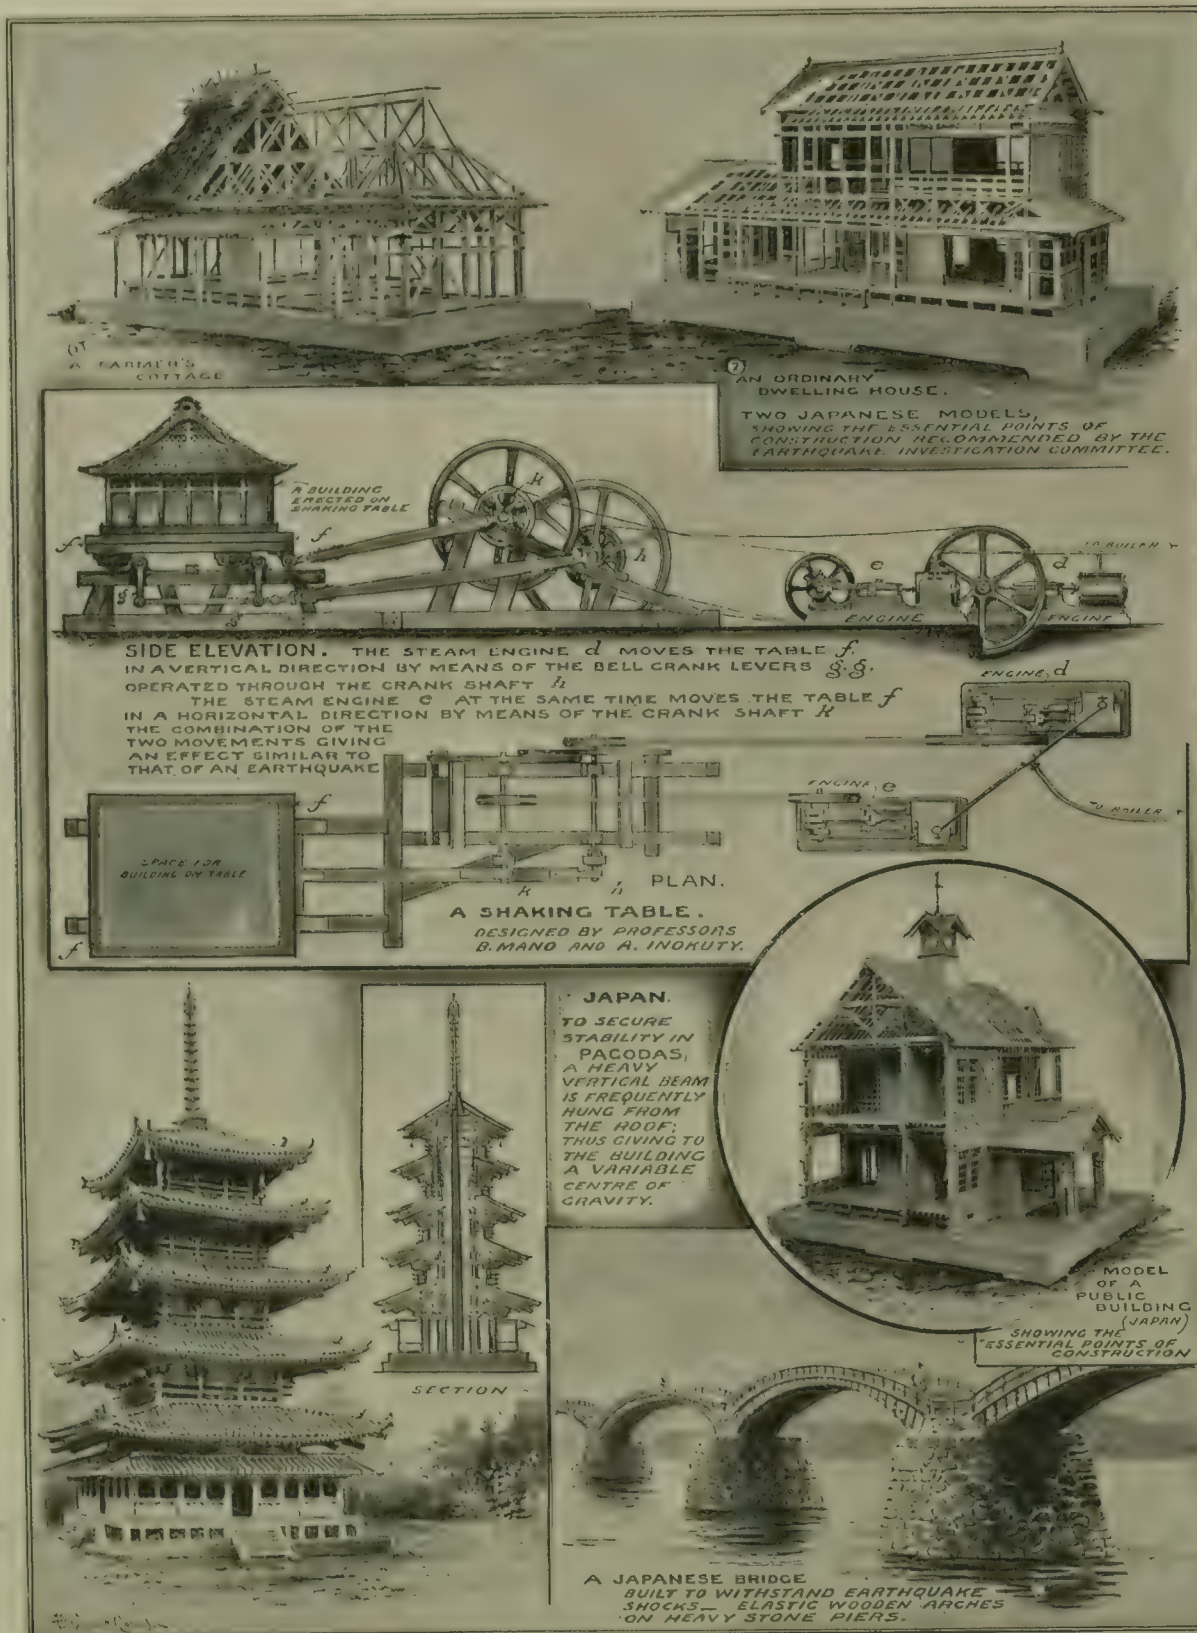 (1)
A FARMER'S
COTTAGE
(2)
AN ORDINARY
DWELLING HOUSE.
TWO JAPANESE MODELS,
SHOWING THE ESSENTIAL POINTS OF
CONSTRUCTION RECOMMENDED BY THE
EARTHQUAKE INVESTIGATION COMMITTEE.
A BUILDING
ERECTED ON
SHAKING TABLE
f
f
g
k
h
e
d
TO BOILER
ENGINE
ENGINE
SIDE ELEVATION. THE STEAM ENGINE d MOVES THE TABLE f.
IN A VERTICAL DIRECTION BY MEANS OF THE BELL CRANK LEVERS g.g.
OPERATED THROUGH THE CRANK SHAFT h
THE STEAM ENGINE e AT THE SAME TIME MOVES THE TABLE f
IN A HORIZONTAL DIRECTION BY MEANS OF THE CRANK SHAFT k
THE COMBINATION OF THE
TWO MOVEMENTS GIVING
AN EFFECT SIMILAR TO
THAT OF AN EARTHQUAKE
ENGINE, d
ENGINE, e
TO BOILER
f
SPACE FOR
BUILDING ON TABLE
f
k
h
PLAN.
A SHAKING TABLE.
DESIGNED BY PROFESSORS
B. MANO AND A. INOKUTY.
JAPAN.
TO SECURE
STABILITY IN
PAGODAS,
A HEAVY
VERTICAL BEAM
IS FREQUENTLY
HUNG FROM
THE ROOF;
THUS GIVING TO
THE BUILDING
A VARIABLE
CENTRE OF
GRAVITY.
SECTION
MODEL
OF A
PUBLIC
BUILDING
(JAPAN)
SHOWING THE
ESSENTIAL POINTS OF
CONSTRUCTION
A JAPANESE BRIDGE
BUILT TO WITHSTAND EARTHQUAKE
SHOCKS— ELASTIC WOODEN ARCHES
ON HEAVY STONE PIERS.